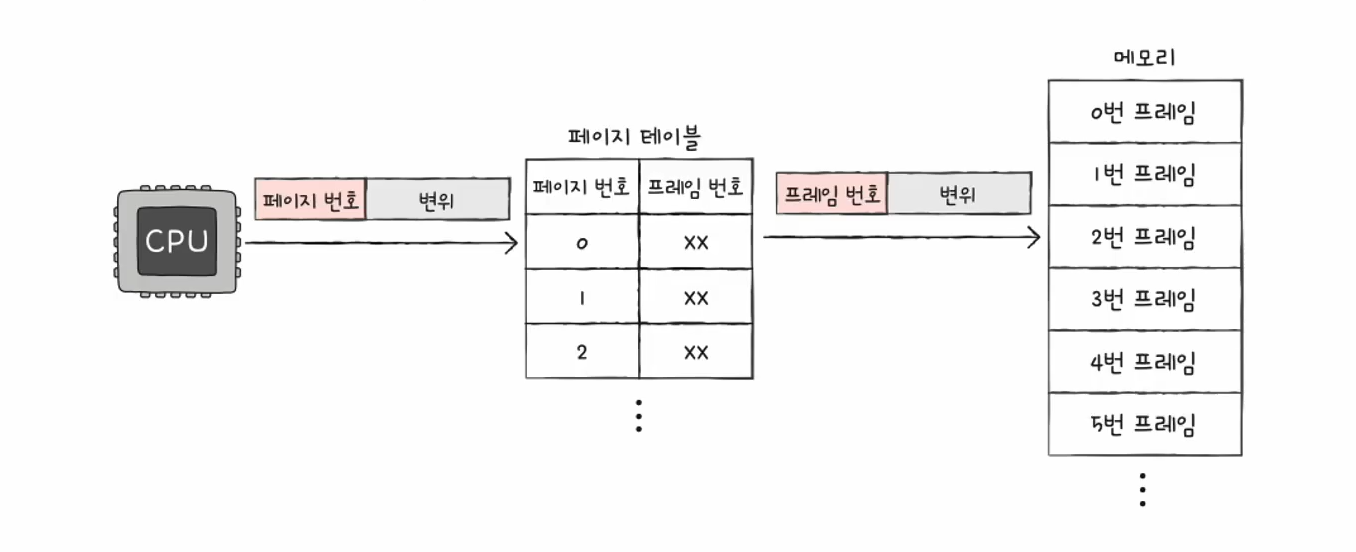 메모리
0번 프레임
페이지 테이블
1번 프레임
페이지 번호 변위
페이지 번호 프레임 번호
프레임 번호 변위
CPU
0 XX
2번 프레임
1 XX
3번 프레임
2 XX
4번 프레임
5번 프레임